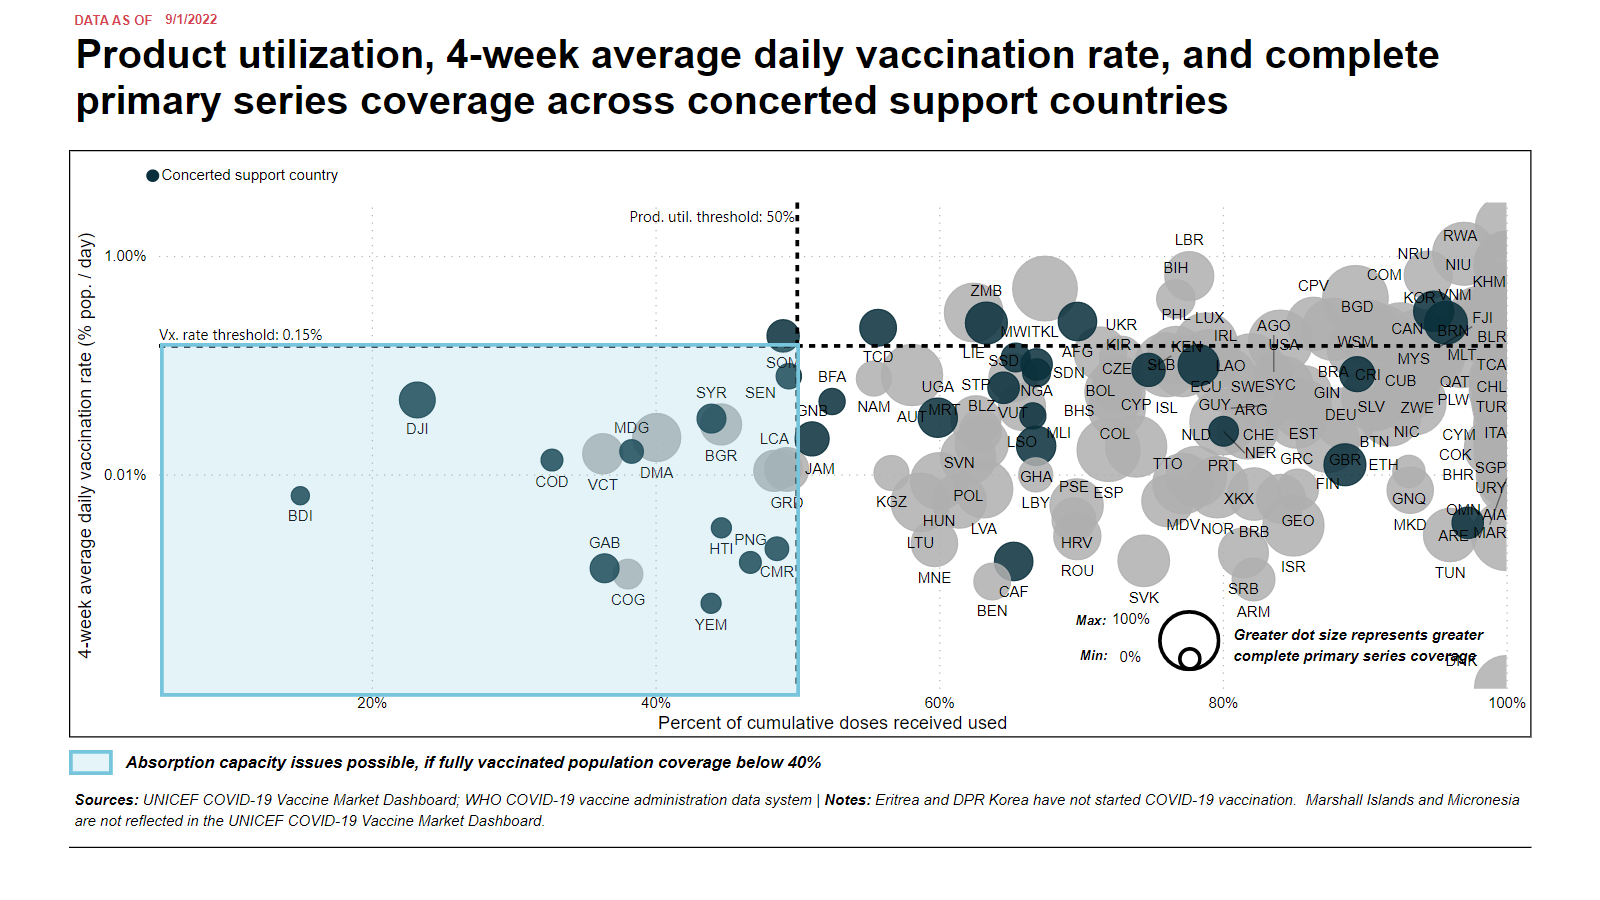 DATA AS OF 9/1/2022
Product utilization, 4-week average daily vaccination rate, and complete
primary series coverage across concerted support countries
Concerted support country
Prod. util. threshold: 50%
Vx. rate threshold: 0.15%
4-week average daily vaccination rate (% pop. / day)
1.00%
0.01%
LBR
RWA
BIH
NRU
NIU
COM
KHM
CPV
ZMB
KOR
VNM
BGD
PHL
LUX
FJI
UKR
AGO
CAN
BRN
MWI
TKL
IRL
BLR
KIR
KEN
USA
WSM
LIE
TCD
AFG
MLT
SOM
SSD
SLB
LAO
MYS
TCA
CZE
SDN
BRA
CRI
CUB
BFA
UGA
STP
ECU
SWE
SYC
QAT
CHL
SYR
SEN
NGA
BOL
GIN
PLW
NAM
BLZ
CYP
ISL
GUY
ARG
SLV
ZWE
TUR
GNB
AUT
MRT
VUT
BHS
DEU
DJI
MDG
MLI
COL
NLD
CHE
EST
NIC
ITA
LCA
LSO
BTN
CYM
BGR
NER
GRC
COK
SVN
TTO
PRT
GBR
ETH
SGP
JAM
DMA
BHR
COD
VCT
GHA
FIN
URY
PSE
ESP
POL
XKX
GNQ
GRD
KGZ
LBY
OMN
AIA
BDI
HUN
LVA
MDV
NOR
BRB
GEO
MKD
ARE
MAR
GAB
HTI
PNG
LTU
HRV
CMR
MNE
ROU
ISR
TUN
COG
CAF
SVK
SRB
YEM
BEN
ARM
Max: 100%
Min: 0%
Greater dot size represents greater
complete primary series coverage
DNK
20%
40%
60%
80%
100%
Percent of cumulative doses received used
Absorption capacity issues possible, if fully vaccinated population coverage below 40%
Sources: UNICEF COVID-19 Vaccine Market Dashboard; WHO COVID-19 vaccine administration data system | Notes: Eritrea and DPR Korea have not started COVID-19 vaccination. Marshall Islands and Micronesia
are not reflected in the UNICEF COVID-19 Vaccine Market Dashboard.